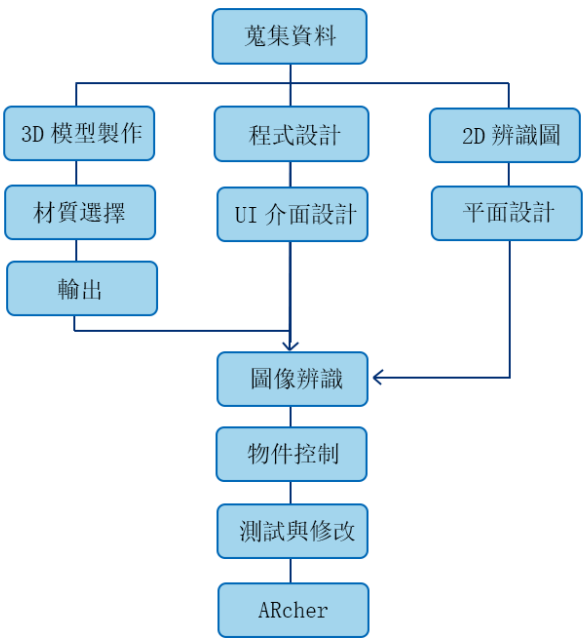 蒐集資料
3D 模型製作
程式設計
2D 辨識圖
材質選擇
UI 介面設計
平面設計
輸出
圖像辨識
物件控制
測試與修改
ARcher